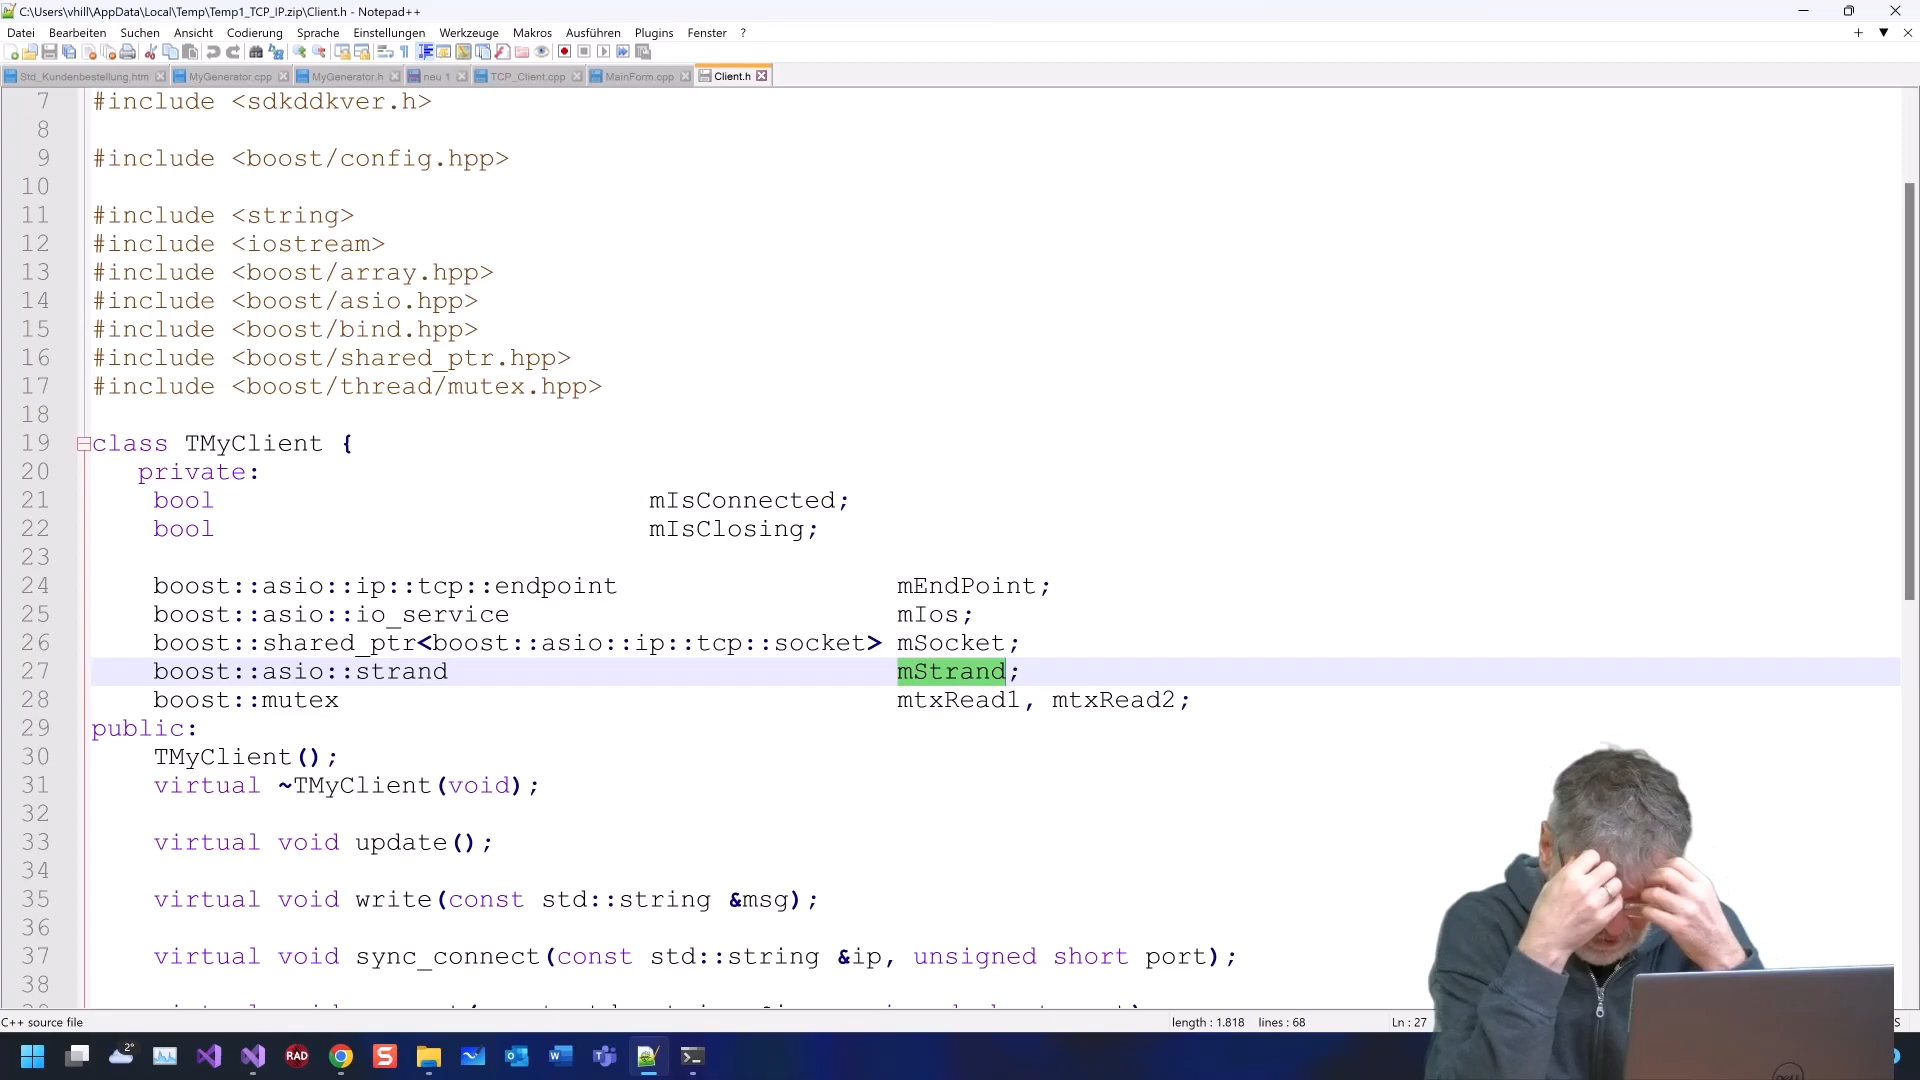 C:\Users\vhill\AppData\Local\Temp\Temp1_TCP_IP.zip\Client.h - Notepad++
Datei Bearbeiten Suchen Ansicht Codierung Sprache Einstellungen Werkzeuge Makros Ausführen Plugins Fenster ?
Std_Kundenbestellung.htm MyGenerator.cpp MyGenerator.h neu 1 TCP_Client.cpp MainForm.cpp Client.h
7 #include <sdkddkver.h>
8
9 #include <boost/config.hpp>
10
11 #include <string>
12 #include <iostream>
13 #include <boost/array.hpp>
14 #include <boost/asio.hpp>
15 #include <boost/bind.hpp>
16 #include <boost/shared_ptr.hpp>
17 #include <boost/thread/mutex.hpp>
18
19 class TMyClient {
20 private:
21 bool mIsConnected;
22 bool mIsClosing;
23
24 boost::asio::ip::tcp::endpoint mEndPoint;
25 boost::asio::io_service mIos;
26 boost::shared_ptr<boost::asio::ip::tcp::socket> mSocket;
27 boost::asio::strand mStrand;
28 boost::mutex mtxRead1, mtxRead2;
29 public:
30 TMyClient();
31 virtual ~TMyClient(void);
32
33 virtual void update();
34
35 virtual void write(const std::string &msg);
36
37 virtual void sync_connect(const std::string &ip, unsigned short port);
38
C++ source file length : 1.818 lines : 68 Ln : 27
2°
RAD
DELL